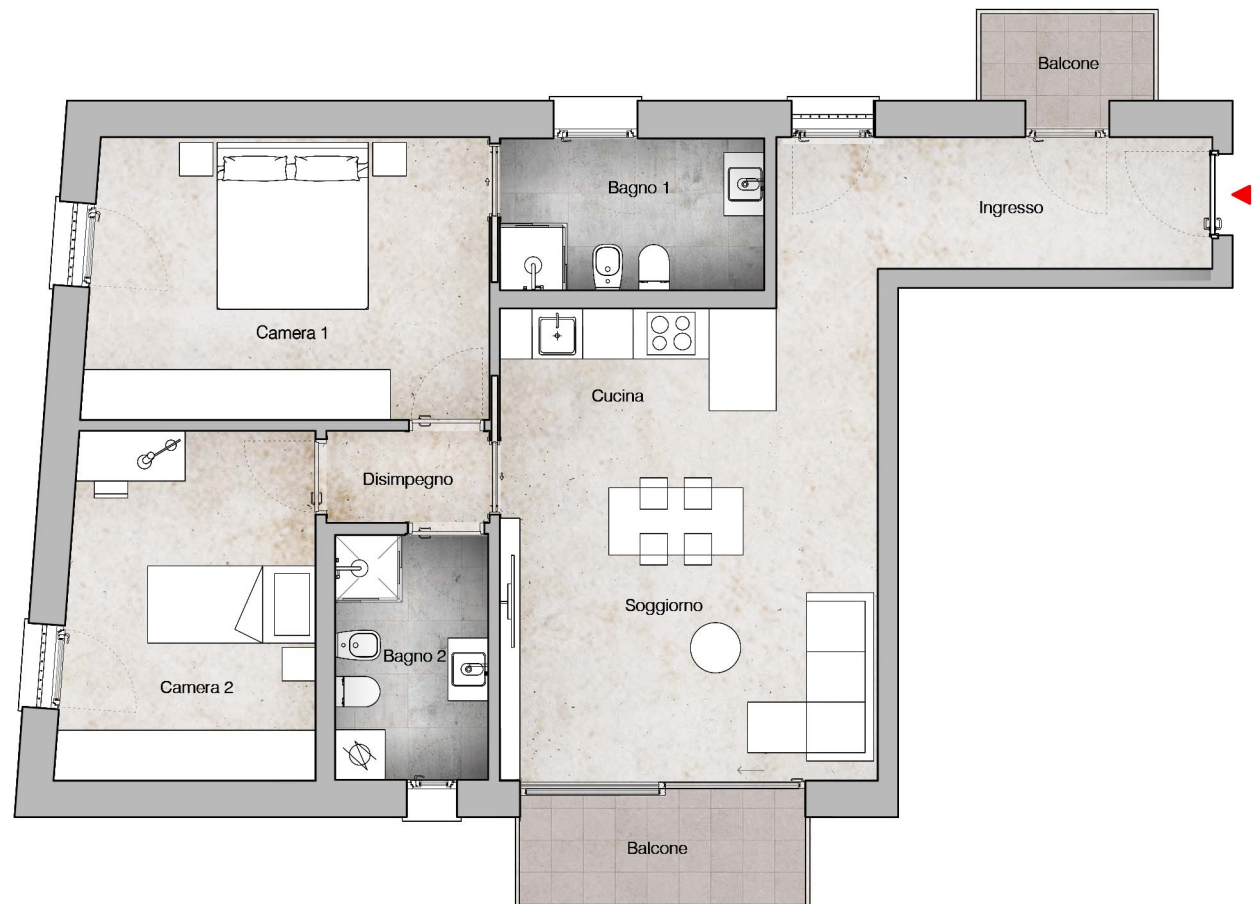 Balcone
Bagno 1
Ingresso
Camera 1
Cucina
Disimpegno
Soggiorno
Bagno 2
Camera 2
Balcone